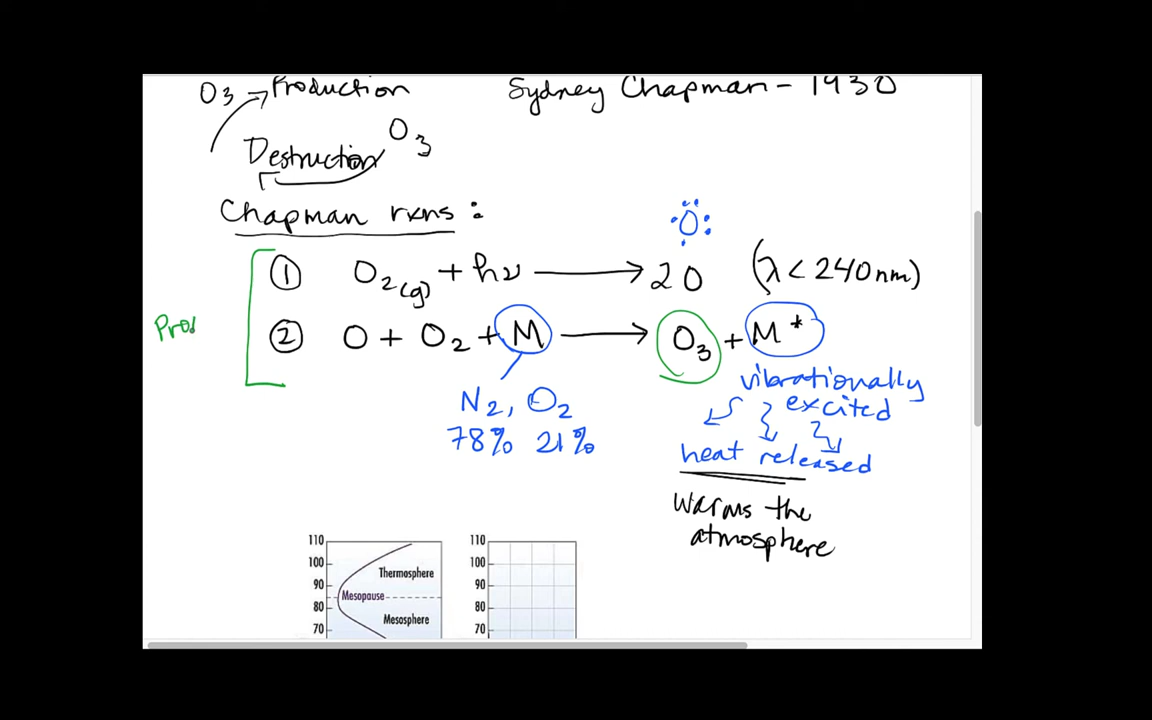 O3 → Production Sydney Chapman - 1930
Destruction O3
Chapman rxns:
① O2(g) + hν ⟶ 2O (λ < 240nm)
② O + O2 + M ⟶ O3 + M*
Prod
N2, O2
78% 21%
vibrationally
excited
heat released
Warms the
atmosphere
110 110
100 Thermosphere 100
90 90
Mesopause
80 80
Mesosphere
70 70